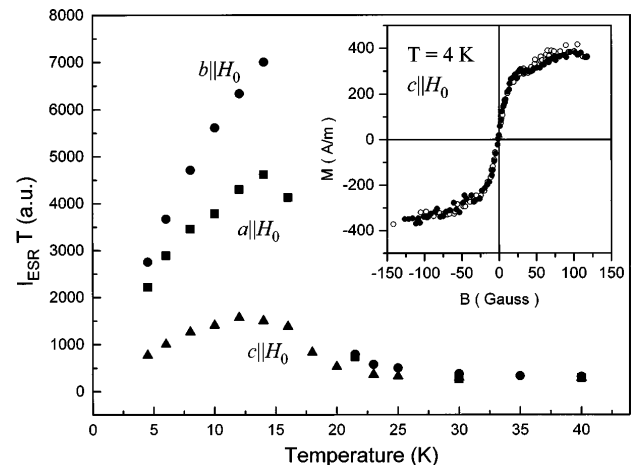 8000
7000
6000
5000
4000
3000
2000
1000
0
I_ESR T (a.u.)
b||H₀
a||H₀
c||H₀
0 5 10 15 20 25 30 35 40
Temperature (K)
T = 4 K
c||H₀
400
200
0
-200
-400
M ( A/m )
-150 -100 -50 0 50 100 150
B ( Gauss )